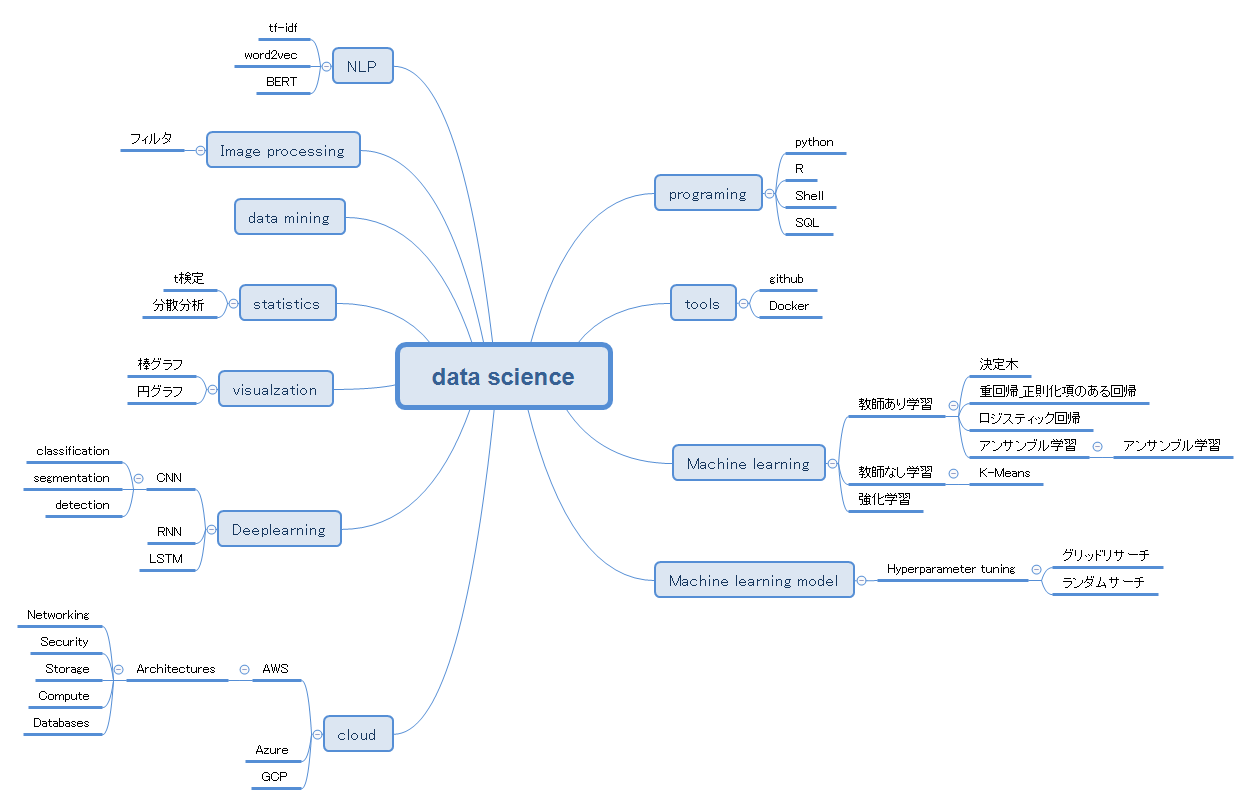 data science
programing
python
R
Shell
SQL
tools
github
Docker
Machine learning
教師あり学習
決定木
重回帰_正則化項のある回帰
ロジスティック回帰
アンサンブル学習
アンサンブル学習
教師なし学習
K-Means
強化学習
Machine learning model
Hyperparameter tuning
グリッドリサーチ
ランダムサーチ
NLP
tf-idf
word2vec
BERT
Image processing
フィルタ
data mining
statistics
t検定
分散分析
visualzation
棒グラフ
円グラフ
Deeplearning
CNN
classification
segmentation
detection
RNN
LSTM
cloud
AWS
Architectures
Networking
Security
Storage
Compute
Databases
Azure
GCP